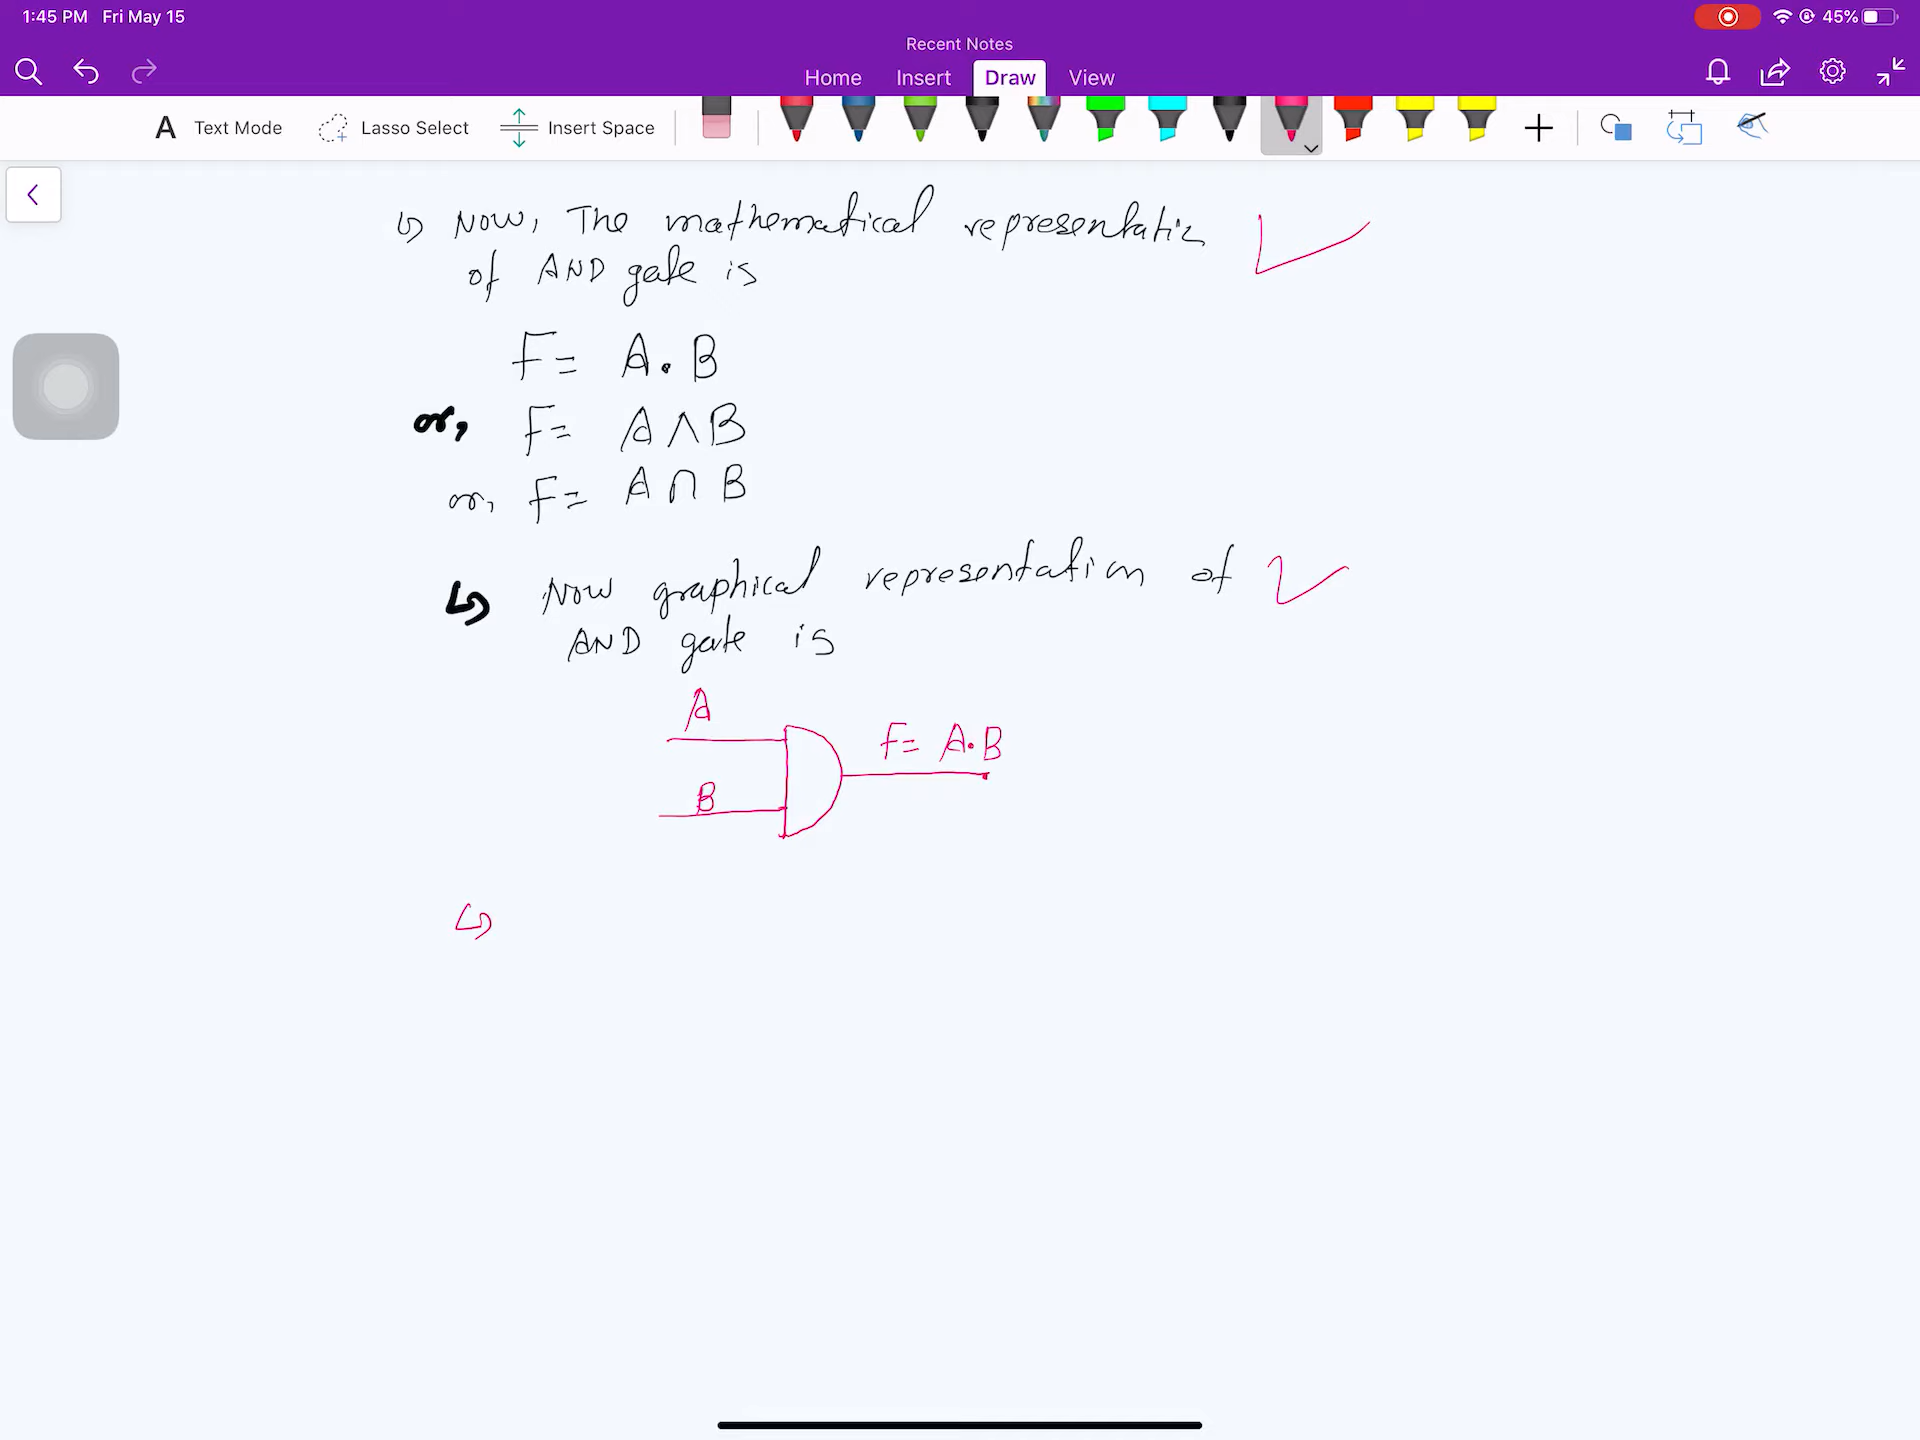 1:45 PM Fri May 15
45%
Recent Notes
Home Insert Draw View
A Text Mode Lasso Select Insert Space
↳ Now, The mathematical representation
of AND gate is
F = A . B
or, F = A ∧ B
or, F = A ∩ B
↳ Now graphical representation of
AND gate is
A
F = A.B
B
↳